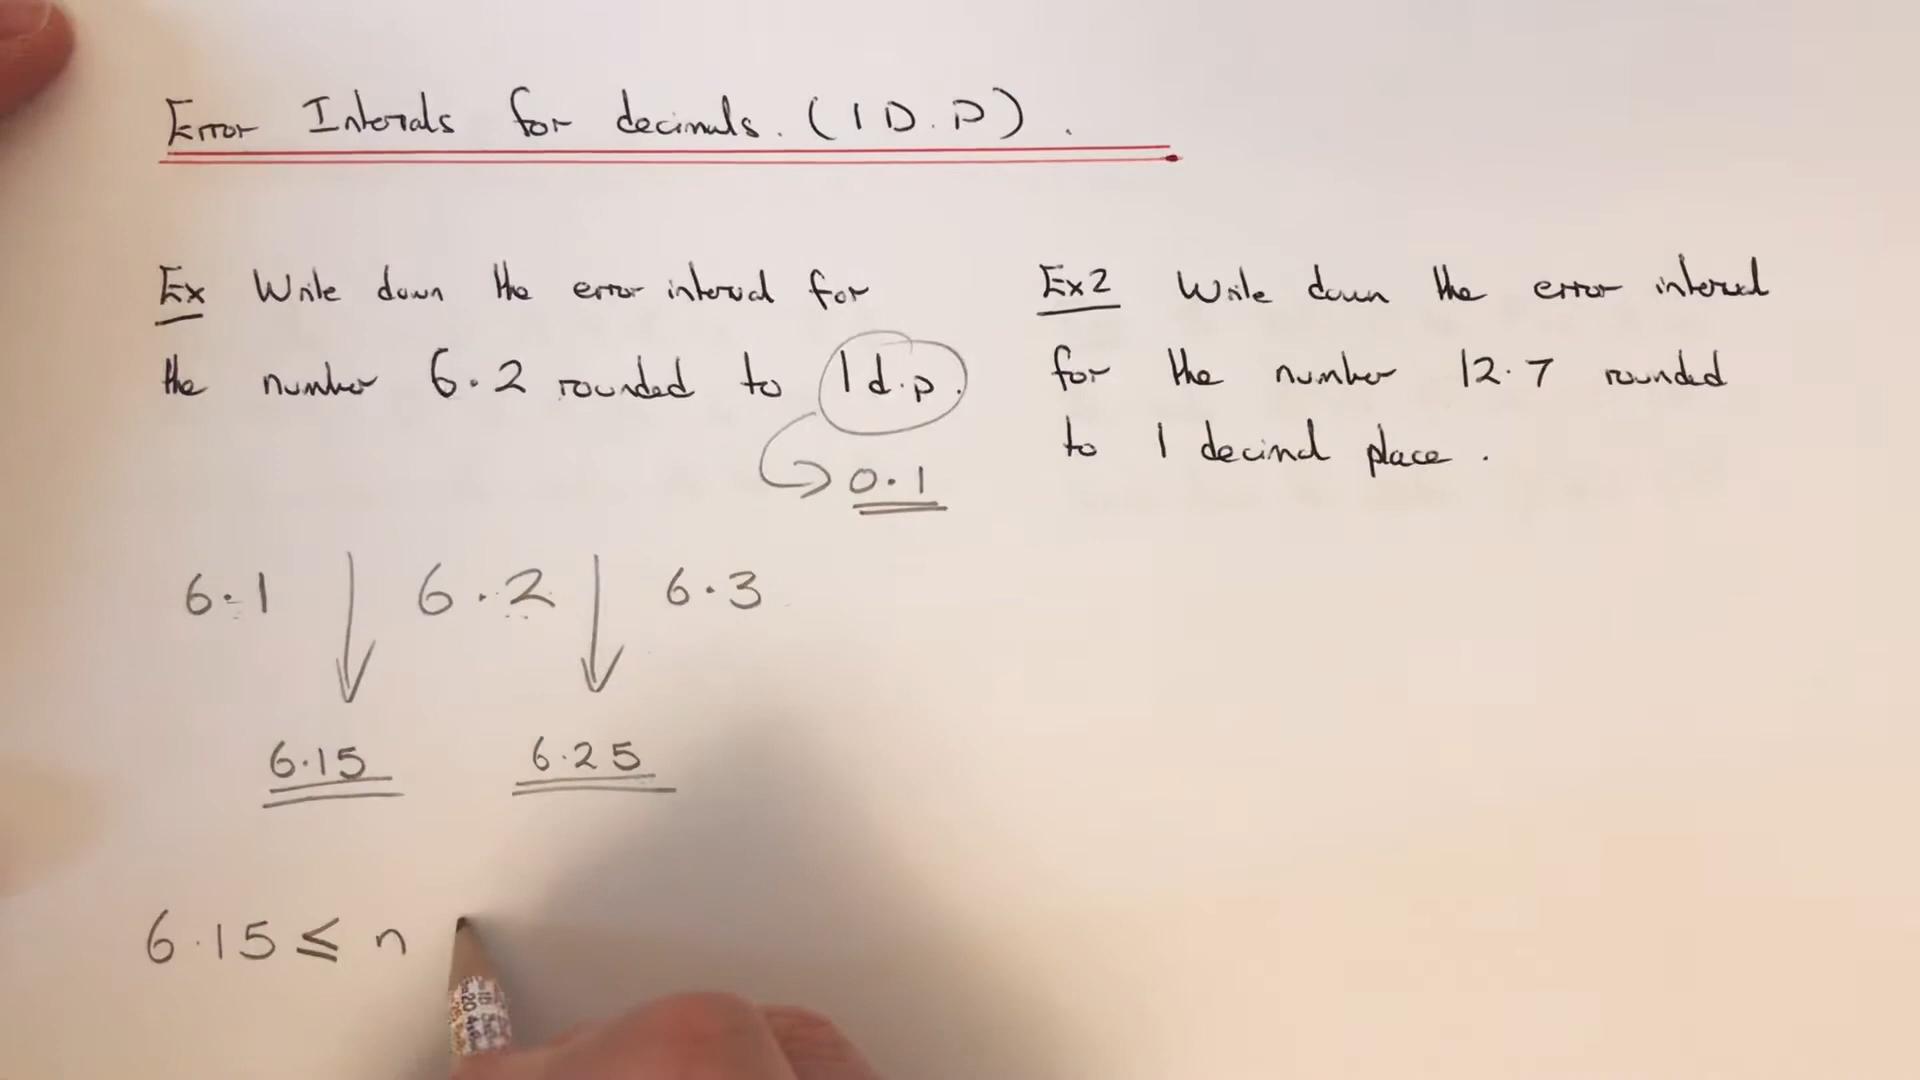 Error Intervals for decimals. (1 D.P).
Ex Write down the error interval for
the number 6.2 rounded to 1 d.p.
0.1
6.1 6.2 6.3
6.15 6.25
6.15 ≤ n
Ex2 Write down the error interval
for the number 12.7 rounded
to 1 decimal place.